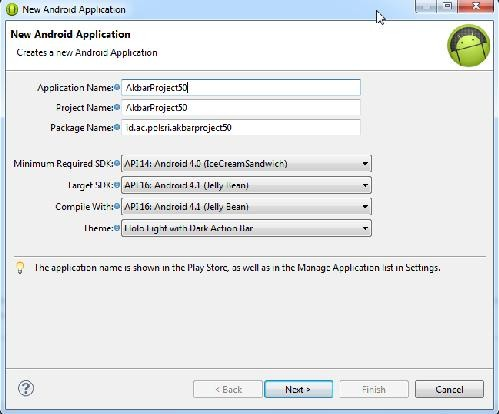 New Android Application
New Android Application
Creates a new Android Application
Application Name: AkbarProject50
Project Name: AkbarProject50
Package Name: id.ac.polsri.akbarproject50
Minimum Required SDK: API 14: Android 4.0 (IceCreamSandwich)
Target SDK: API 16: Android 4.1 (Jelly Bean)
Compile With: API 16: Android 4.1 (Jelly Bean)
Theme: Holo Light with Dark Action Bar
The application name is shown in the Play Store, as well as in the Manage Application list in Settings.
? < Back Next > Finish Cancel